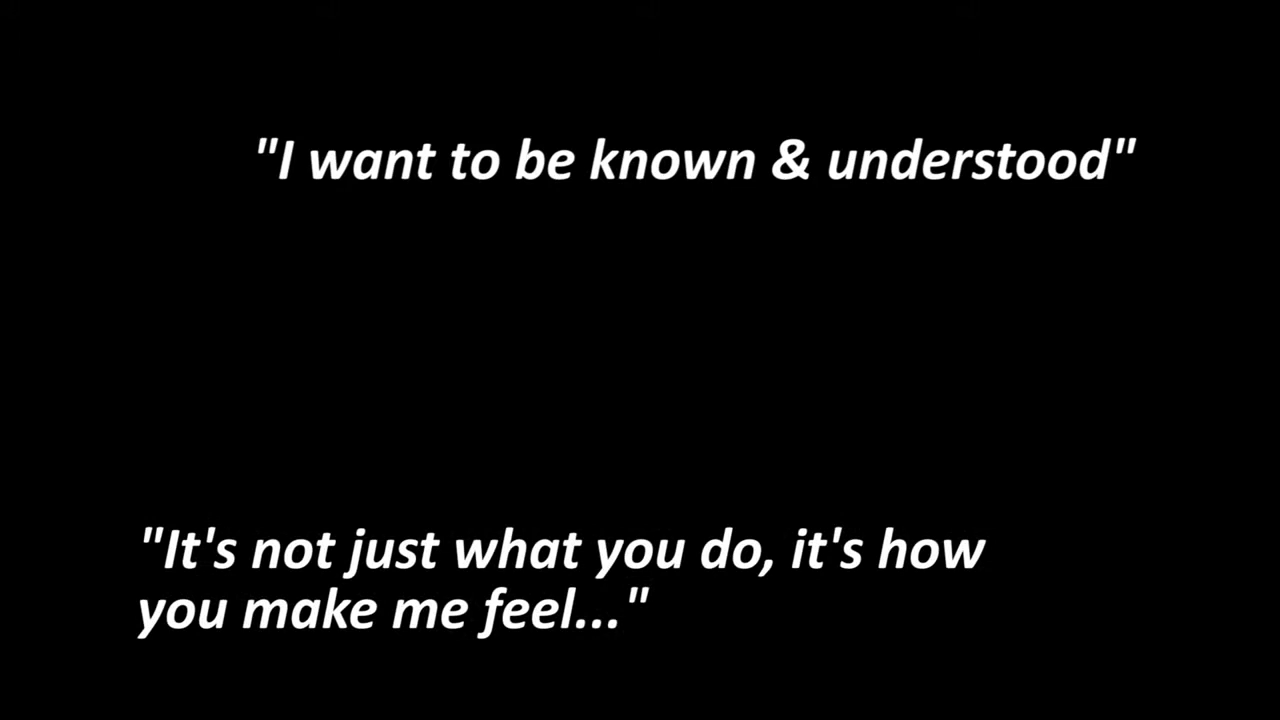 "I want to be known & understood"
"It's not just what you do, it's how
you make me feel..."